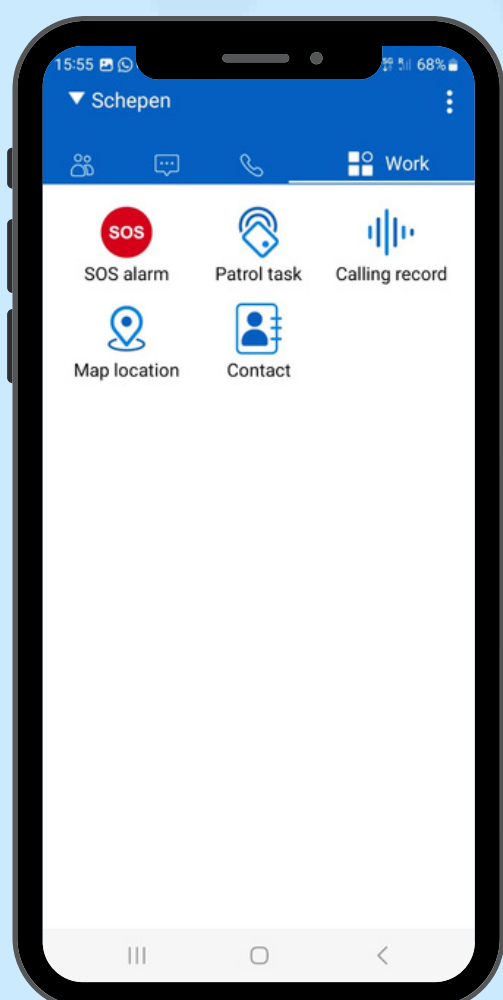 15:55 68%
Schepen
Work
SOS
SOS alarm Patrol task Calling record
Map location Contact